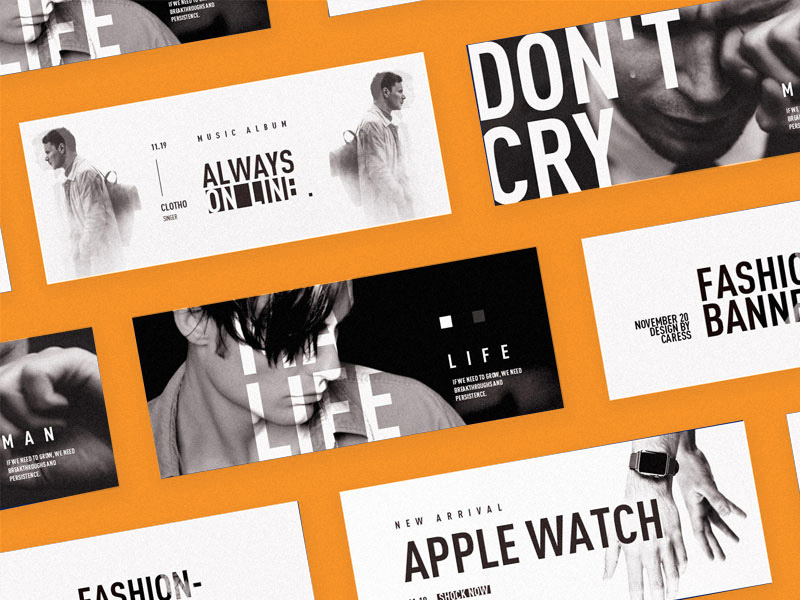 LIFE
IF WE NEED TO GROW, WE NEED
BREAKTHROUGHS AND
PERSISTENCE.
DON'T
CRY
M
MUSIC ALBUM
11.19
ALWAYS
ON LINE.
CLOTHO
SINGER
FASHIO
BANNE
NOVEMBER 20
DESIGN BY
CARESS
LIFE
LIFE
IF WE NEED TO GROW, WE NEED
BREAKTHROUGHS AND
PERSISTENCE.
MAN
IF WE NEED TO GROW, WE NEED
BREAKTHROUGHS AND
PERSISTENCE.
NEW ARRIVAL
APPLE WATCH
SHOCK NOW
FASHION-